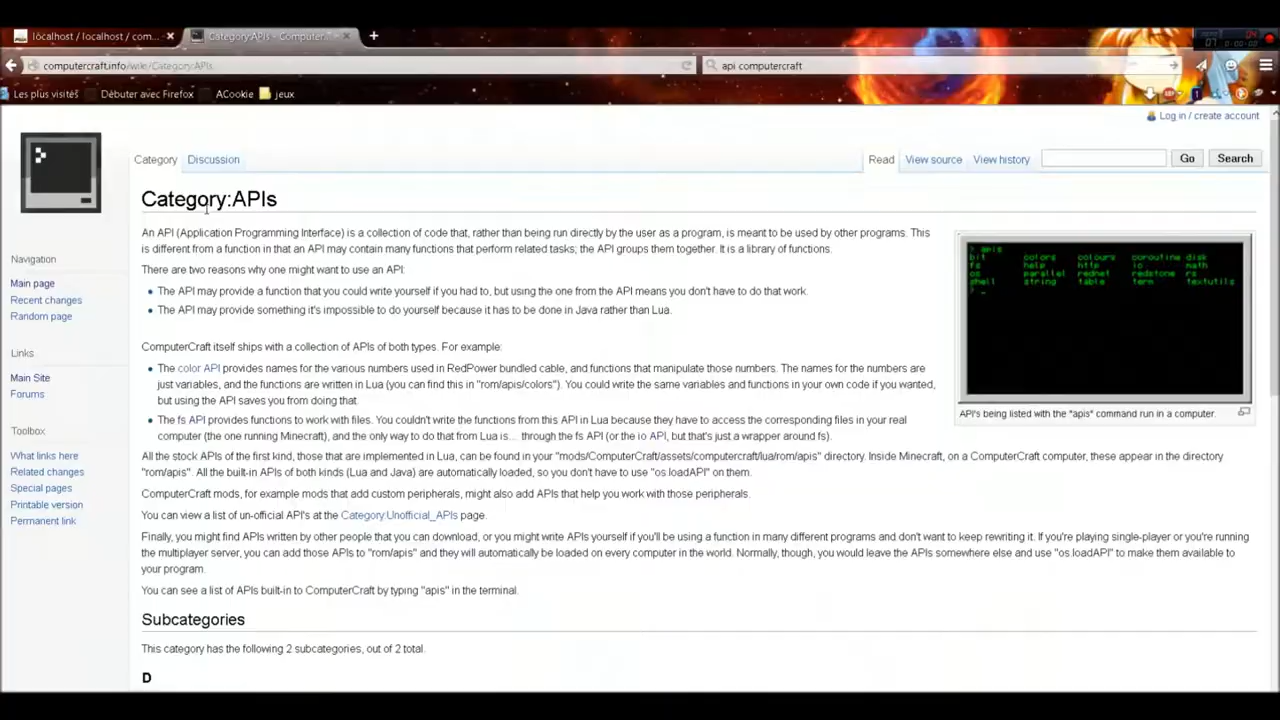 localhost / localhost / com...
Category:APIs - Computer...
computercraft.info/wiki/Category:APIs
api computercraft
Les plus visités
Débuter avec Firefox
ACookie
jeux
Log in / create account
Category
Discussion
Read
View source
View history
Go
Search
Category:APIs
An API (Application Programming Interface) is a collection of code that, rather than being run directly by the user as a program, is meant to be used by other programs. This
is different from a function in that an API may contain many functions that perform related tasks; the API groups them together. It is a library of functions.
There are two reasons why one might want to use an API:
The API may provide a function that you could write yourself if you had to, but using the one from the API means you don't have to do that work.
The API may provide something it's impossible to do yourself because it has to be done in Java rather than Lua.
ComputerCraft itself ships with a collection of APIs of both types. For example:
The color API provides names for the various numbers used in RedPower bundled cable, and functions that manipulate those numbers. The names for the numbers are
just variables, and the functions are written in Lua (you can find this in "rom/apis/colors"). You could write the same variables and functions in your own code if you wanted,
but using the API saves you from doing that.
The fs API provides functions to work with files. You couldn't write the functions from this API in Lua because they have to access the corresponding files in your real
computer (the one running Minecraft), and the only way to do that from Lua is... through the fs API (or the io API, but that's just a wrapper around fs).
All the stock APIs of the first kind, those that are implemented in Lua, can be found in your "mods/ComputerCraft/assets/computercraft/lua/rom/apis" directory. Inside Minecraft, on a ComputerCraft computer, these appear in the directory
"rom/apis". All the built-in APIs of both kinds (Lua and Java) are automatically loaded, so you don't have to use "os.loadAPI" on them.
ComputerCraft mods, for example mods that add custom peripherals, might also add APIs that help you work with those peripherals.
You can view a list of un-official API's at the Category:Unofficial_APIs page.
Finally, you might find APIs written by other people that you can download, or you might write APIs yourself if you'll be using a function in many different programs and don't want to keep rewriting it. If you're playing single-player or you're running
the multiplayer server, you can add those APIs to "rom/apis" and they will automatically be loaded on every computer in the world. Normally, though, you would leave the APIs somewhere else and use "os.loadAPI" to make them available to
your program.
You can see a list of APIs built-in to ComputerCraft by typing "apis" in the terminal.
Subcategories
This category has the following 2 subcategories, out of 2 total.
D
> apis
bit colors colours coroutine disk
fs help http io math
os parallel rednet redstone rs
shell string table term textutils
> _
API's being listed with the "apis" command run in a computer.
Navigation
Main page
Recent changes
Random page
Links
Main Site
Forums
Toolbox
What links here
Related changes
Special pages
Printable version
Permanent link